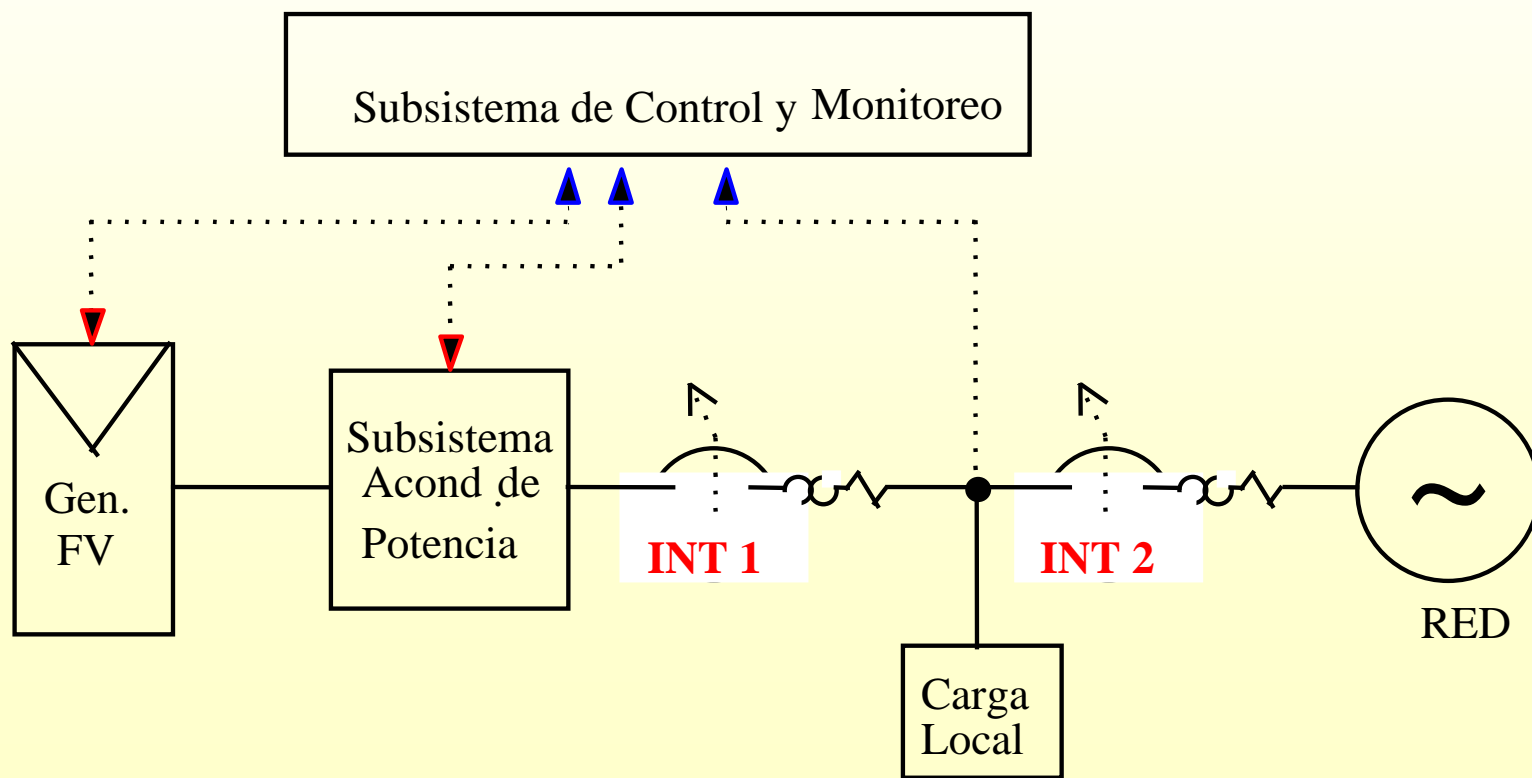 Subsistema de Control y Monitoreo
Gen.
FV
Subsistema
Acond. de
Potencia
INT 1
INT 2
~
RED
Carga
Local